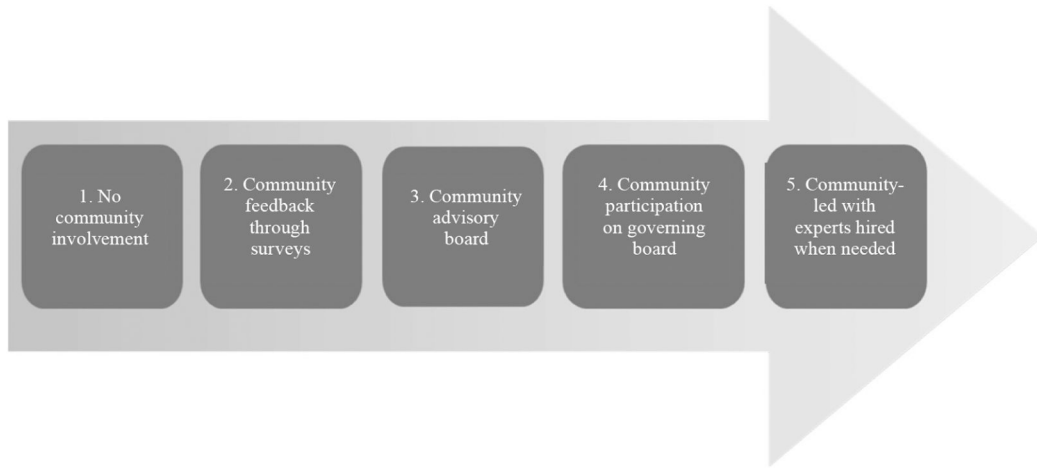 1. No
community
involvement
2. Community
feedback
through
surveys
3. Community
advisory
board
4. Community
participation
on governing
board
5. Community-
led with
experts hired
when needed